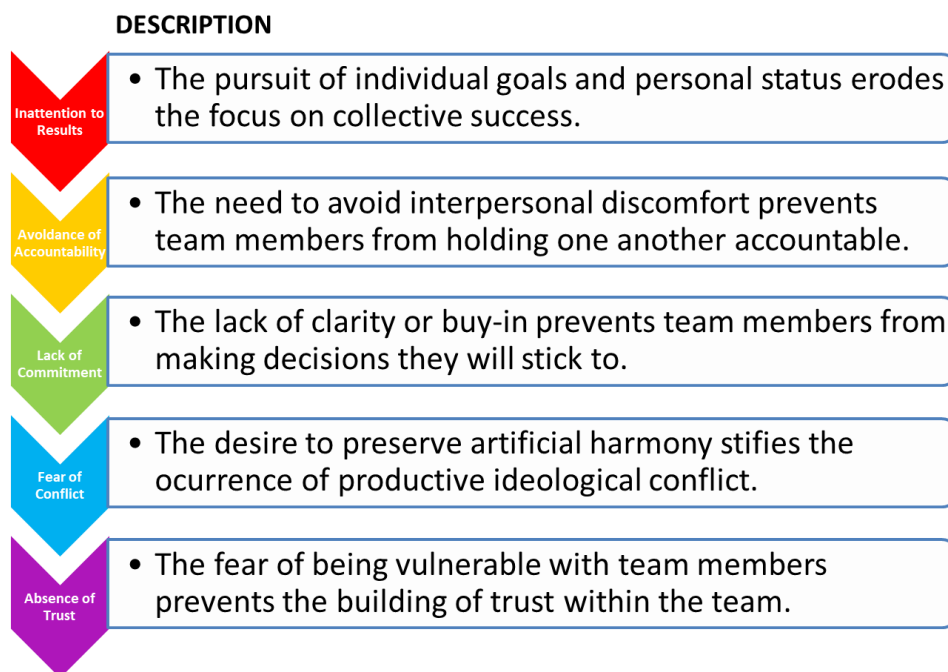 DESCRIPTION
Inattention to
Results
• The pursuit of individual goals and personal status erodes
the focus on collective success.
Avoidance of
Accountability
• The need to avoid interpersonal discomfort prevents
team members from holding one another accountable.
Lack of
Commitment
• The lack of clarity or buy-in prevents team members from
making decisions they will stick to.
Fear of
Conflict
• The desire to preserve artificial harmony stifies the
ocurrence of productive ideological conflict.
Absence of
Trust
• The fear of being vulnerable with team members
prevents the building of trust within the team.